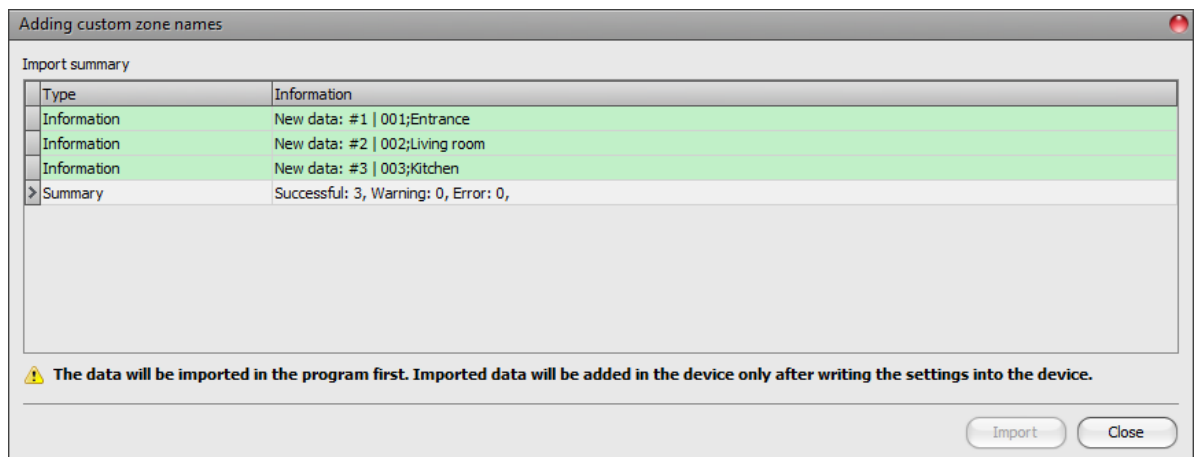 Adding custom zone names
Import summary
Type Information
Information New data: #1 | 001;Entrance
Information New data: #2 | 002;Living room
Information New data: #3 | 003;Kitchen
Summary Successful: 3, Warning: 0, Error: 0,
The data will be imported in the program first. Imported data will be added in the device only after writing the settings into the device.
Import Close